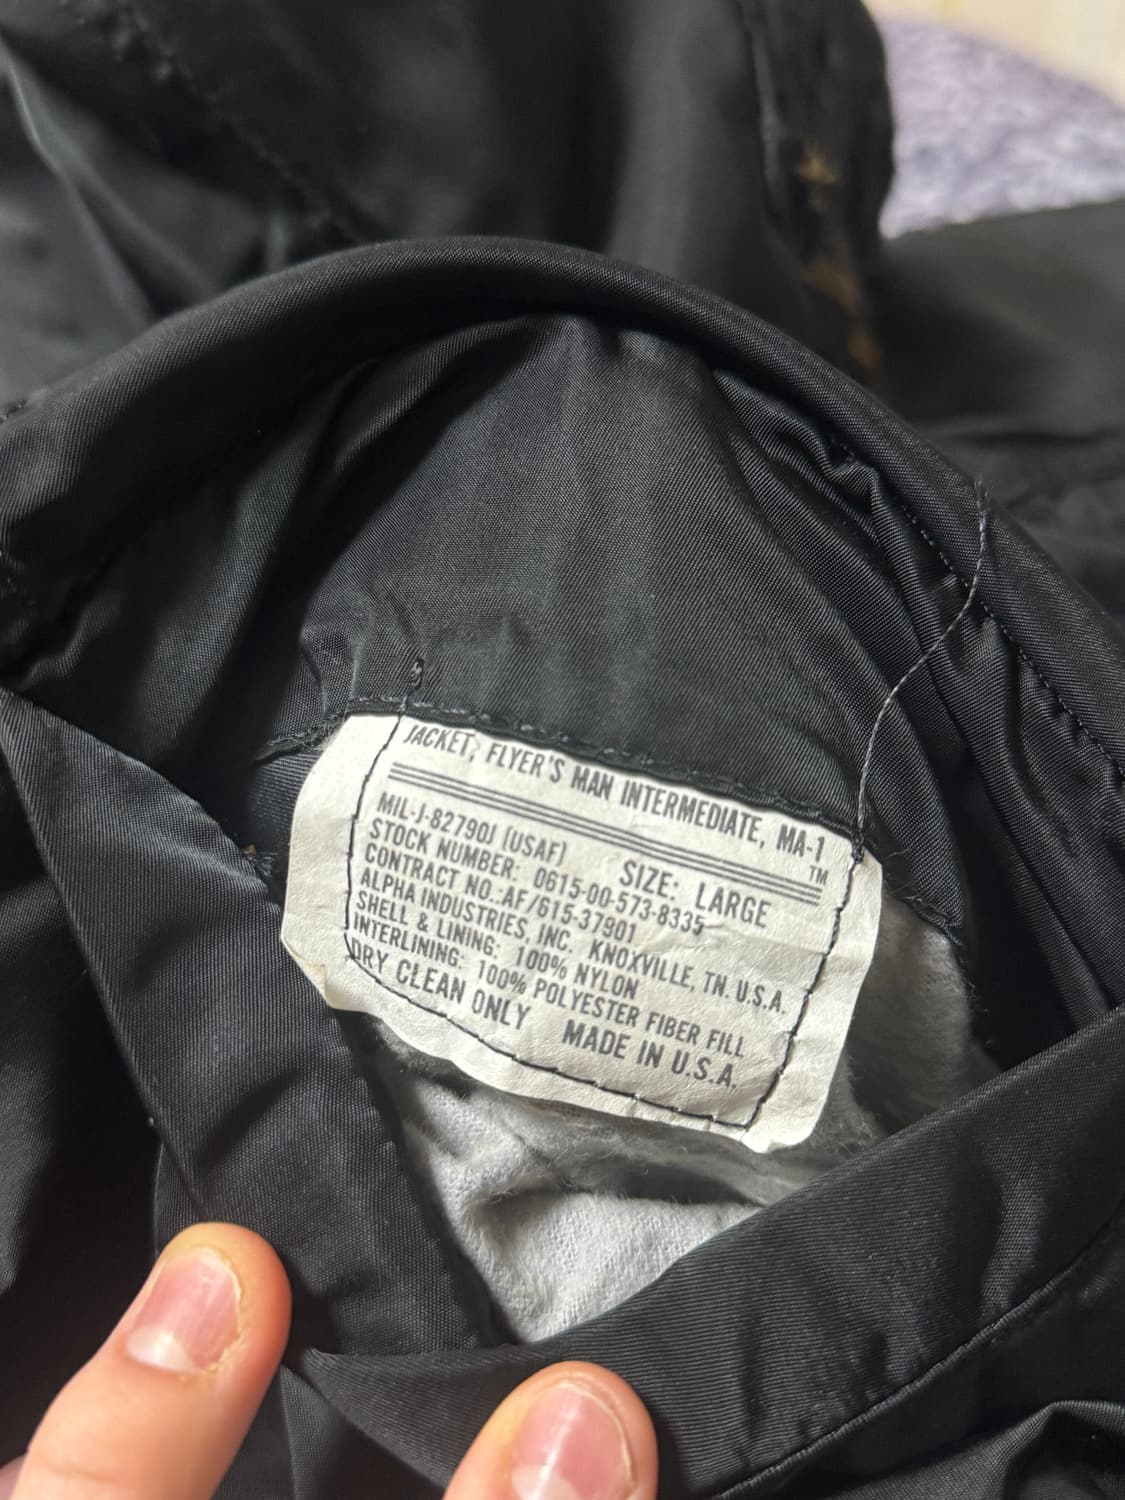 JACKET, FLYER'S MAN INTERMEDIATE, MA-1
TM
MIL-J-82790J (USAF) SIZE: LARGE
STOCK NUMBER: 0615-00-573-8335
CONTRACT NO.:AF/615-37901
ALPHA INDUSTRIES, INC. KNOXVILLE, TN. U.S.A.
SHELL & LINING: 100% NYLON
INTERLINING: 100% POLYESTER FIBER FILL
DRY CLEAN ONLY MADE IN U.S.A.